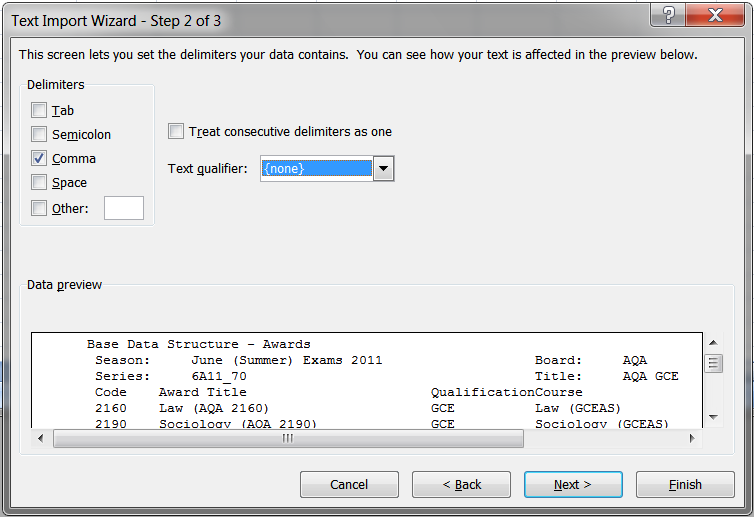 Text Import Wizard - Step 2 of 3
This screen lets you set the delimiters your data contains. You can see how your text is affected in the preview below.
Delimiters
Tab
Semicolon
Comma
Space
Other:
Treat consecutive delimiters as one
Text qualifier: {none}
Data preview
Base Data Structure - Awards
Season: June (Summer) Exams 2011 Board: AQA
Series: 6A11_70 Title: AQA GCE
Code Award Title QualificationCourse
2160 Law (AQA 2160) GCE Law (GCEAS)
2190 Sociology (AQA 2190) GCE Sociology (GCEAS)
Cancel < Back Next > Finish